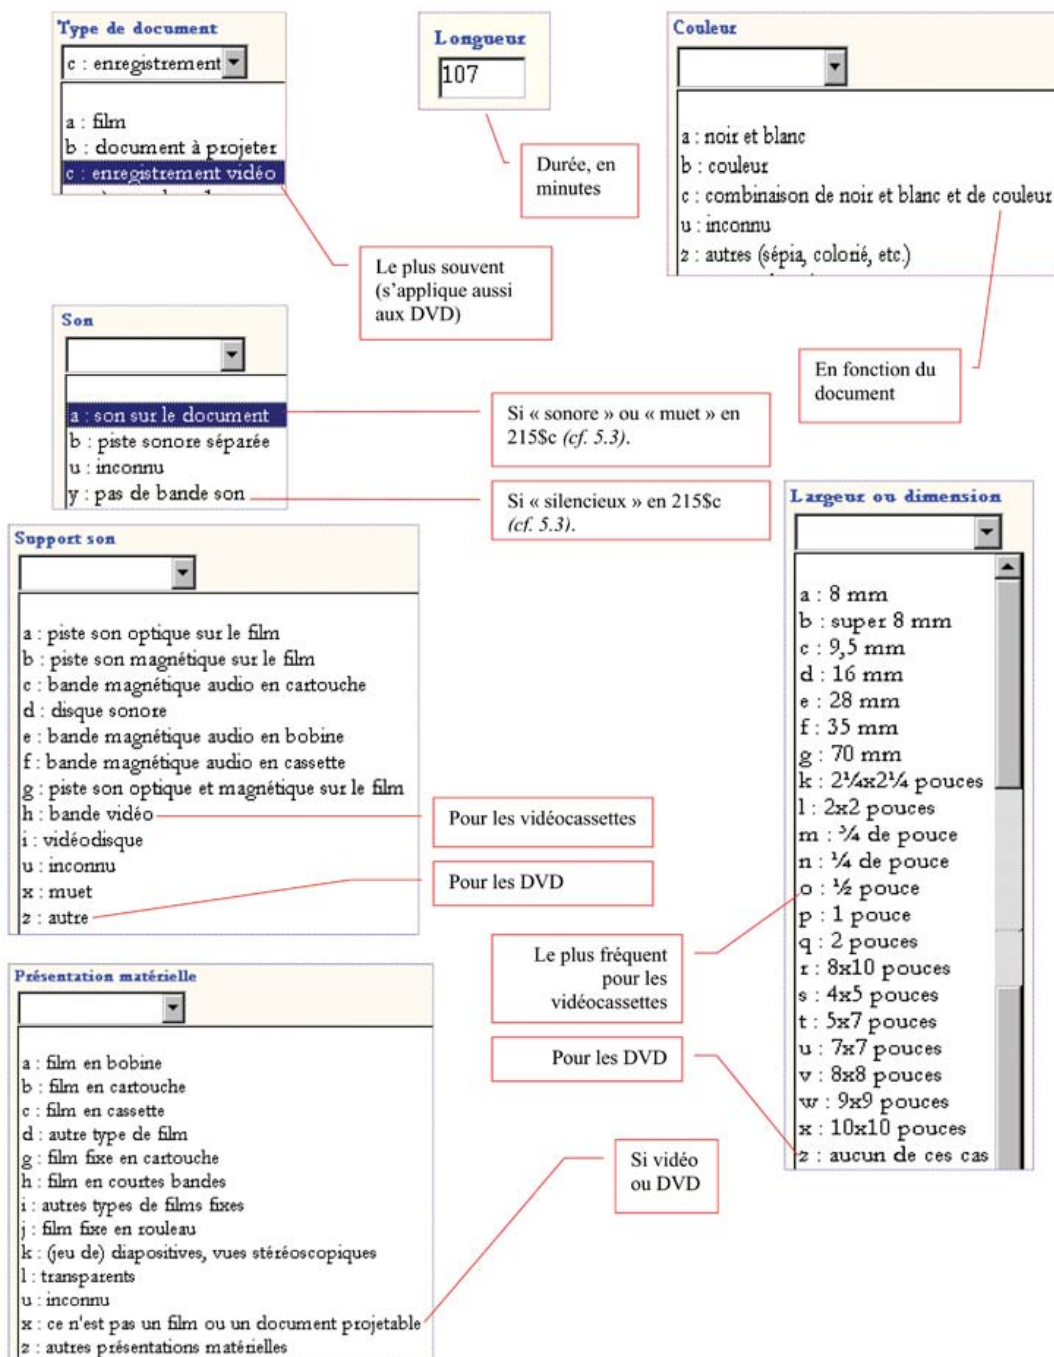 Type de document
c : enregistrement
a : film
b : document à projeter
c : enregistrement vidéo
Longueur
107
Durée, en
minutes
Couleur
a : noir et blanc
b : couleur
c : combinaison de noir et blanc et de couleur
u : inconnu
z : autres (sépia, colorié, etc.)
Le plus souvent
(s’applique aussi
aux DVD)
En fonction du
document
Son
a : son sur le document
b : piste sonore séparée
u : inconnu
y : pas de bande son
Si « sonore » ou « muet » en
215$c (cf. 5.3).
Si « silencieux » en 215$c
(cf. 5.3).
Support son
a : piste son optique sur le film
b : piste son magnétique sur le film
c : bande magnétique audio en cartouche
d : disque sonore
e : bande magnétique audio en bobine
f : bande magnétique audio en cassette
g : piste son optique et magnétique sur le film
h : bande vidéo
i : vidéodisque
u : inconnu
x : muet
z : autre
Pour les vidéocassettes
Pour les DVD
Largeur ou dimension
a : 8 mm
b : super 8 mm
c : 9,5 mm
d : 16 mm
e : 28 mm
f : 35 mm
g : 70 mm
k : 2¼x2¼ pouces
l : 2x2 pouces
m : ¾ de pouce
n : ¼ de pouce
o : ½ pouce
p : 1 pouce
q : 2 pouces
r : 8x10 pouces
s : 4x5 pouces
t : 5x7 pouces
u : 7x7 pouces
v : 8x8 pouces
w : 9x9 pouces
x : 10x10 pouces
z : aucun de ces cas
Le plus fréquent
pour les
vidéocassettes
Pour les DVD
Présentation matérielle
a : film en bobine
b : film en cartouche
c : film en cassette
d : autre type de film
g : film fixe en cartouche
h : film en courtes bandes
i : autres types de films fixes
j : film fixe en rouleau
k : (jeu de) diapositives, vues stéréoscopiques
l : transparents
u : inconnu
x : ce n'est pas un film ou un document projetable
z : autres présentations matérielles
Si vidéo
ou DVD